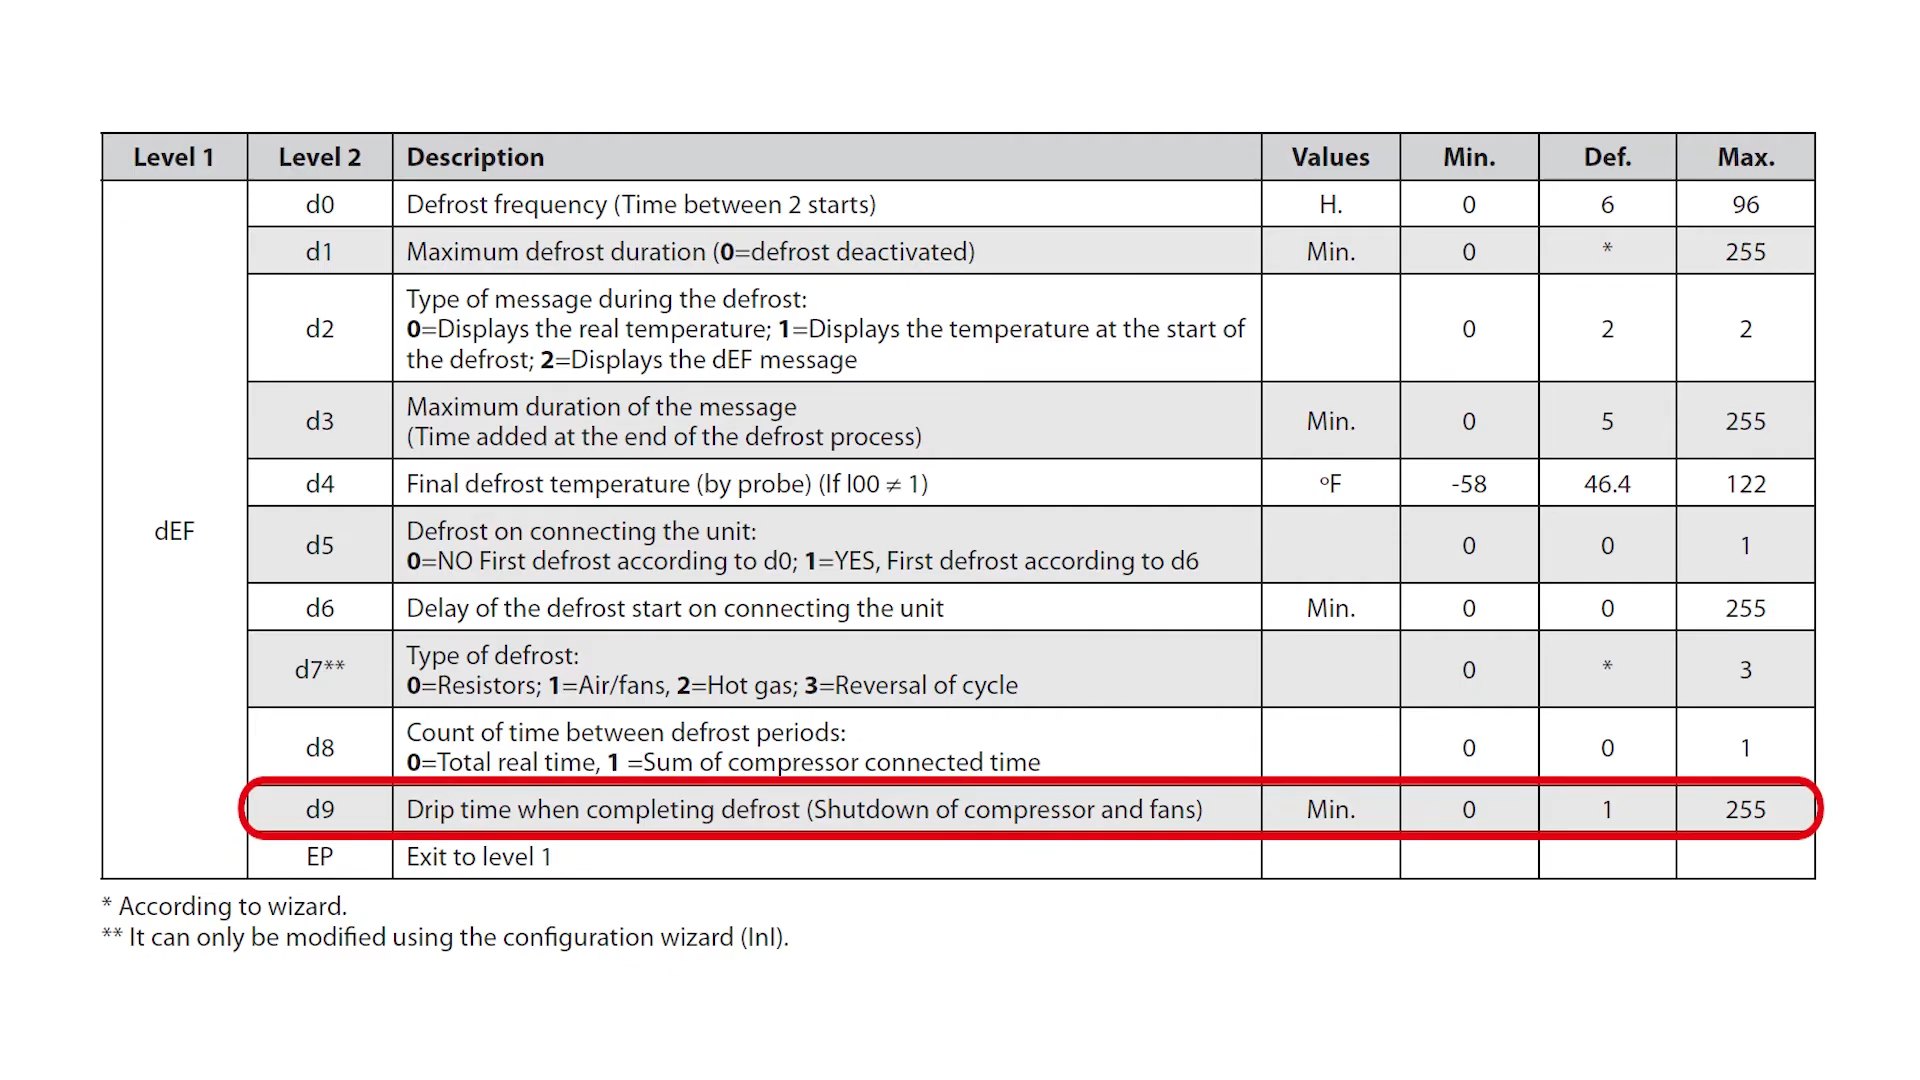 Level 1 Level 2 Description Values Min. Def. Max.
dEF
d0 Defrost frequency (Time between 2 starts) H. 0 6 96
d1 Maximum defrost duration (0=defrost deactivated) Min. 0 * 255
d2 Type of message during the defrost:
0=Displays the real temperature; 1=Displays the temperature at the start of
the defrost; 2=Displays the dEF message 0 2 2
d3 Maximum duration of the message
(Time added at the end of the defrost process) Min. 0 5 255
d4 Final defrost temperature (by probe) (If I00 ≠ 1) ºF -58 46.4 122
d5 Defrost on connecting the unit:
0=NO First defrost according to d0; 1=YES, First defrost according to d6 0 0 1
d6 Delay of the defrost start on connecting the unit Min. 0 0 255
d7** Type of defrost:
0=Resistors; 1=Air/fans, 2=Hot gas; 3=Reversal of cycle 0 * 3
d8 Count of time between defrost periods:
0=Total real time, 1 =Sum of compressor connected time 0 0 1
d9 Drip time when completing defrost (Shutdown of compressor and fans) Min. 0 1 255
EP Exit to level 1
* According to wizard.
** It can only be modified using the configuration wizard (InI).